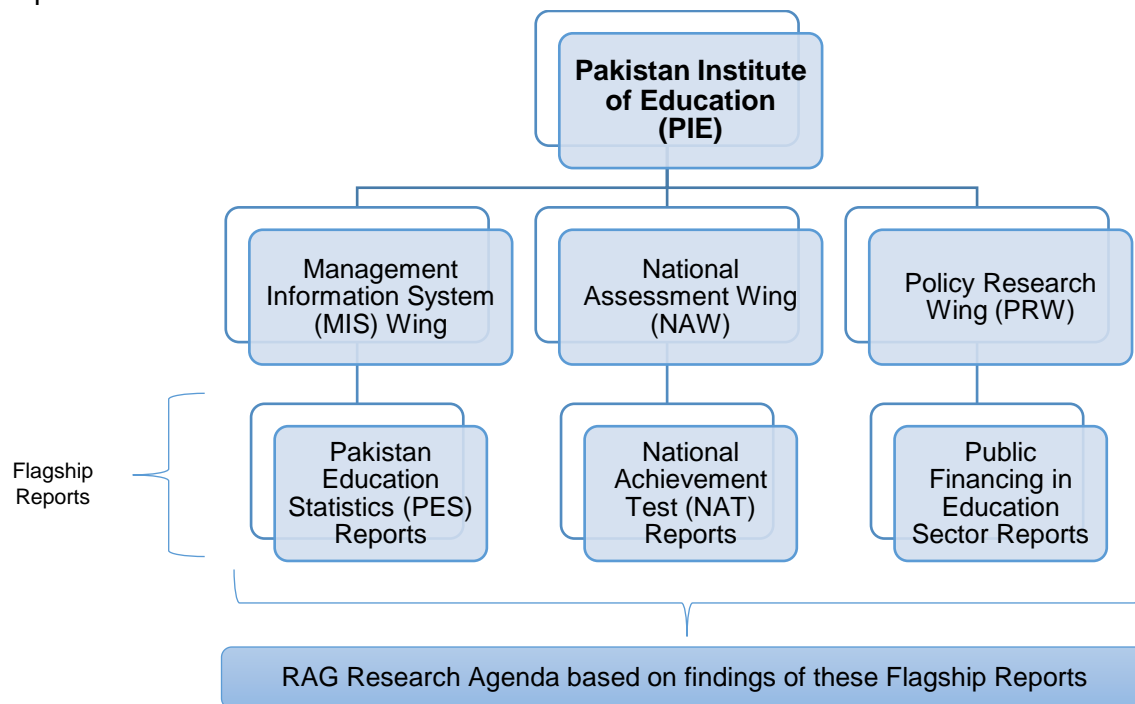 Pakistan Institute
of Education
(PIE)
Management
Information System
(MIS) Wing
National
Assessment Wing
(NAW)
Policy Research
Wing (PRW)
Flagship
Reports
Pakistan
Education
Statistics (PES)
Reports
National
Achievement
Test (NAT)
Reports
Public
Financing in
Education
Sector Reports
RAG Research Agenda based on findings of these Flagship Reports